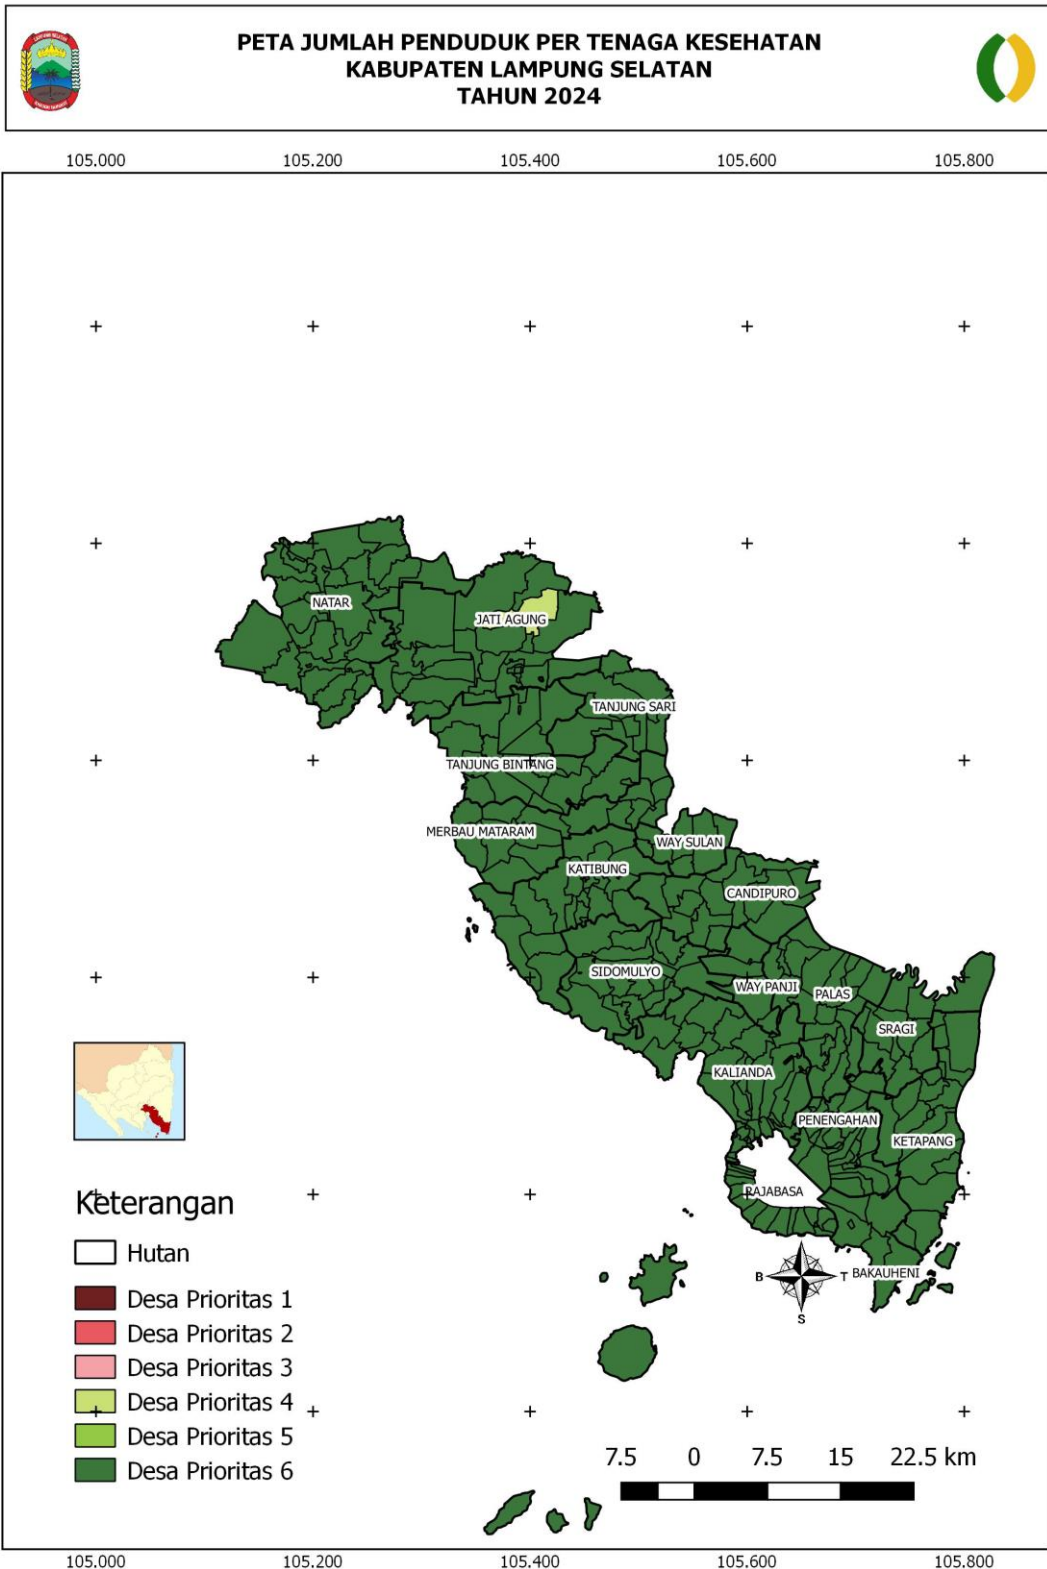 PETA JUMLAH PENDUDUK PER TENAGA KESEHATAN
KABUPATEN LAMPUNG SELATAN
TAHUN 2024
105.000 105.200 105.400 105.600 105.800
NATAR
JATI AGUNG
TANJUNG SARI
TANJUNG BINTANG
MERBAU MATARAM
WAY SULAN
KATIBUNG
CANDIPURO
SIDOMULYO
WAY PANJI
PALAS
SRAGI
KALIANDA
PENENGAHAN
KETAPANG
RAJABASA
BAKAUHENI
B
T
S
Keterangan
Hutan
Desa Prioritas 1
Desa Prioritas 2
Desa Prioritas 3
Desa Prioritas 4
Desa Prioritas 5
Desa Prioritas 6
7.5 0 7.5 15 22.5 km
105.000 105.200 105.400 105.600 105.800